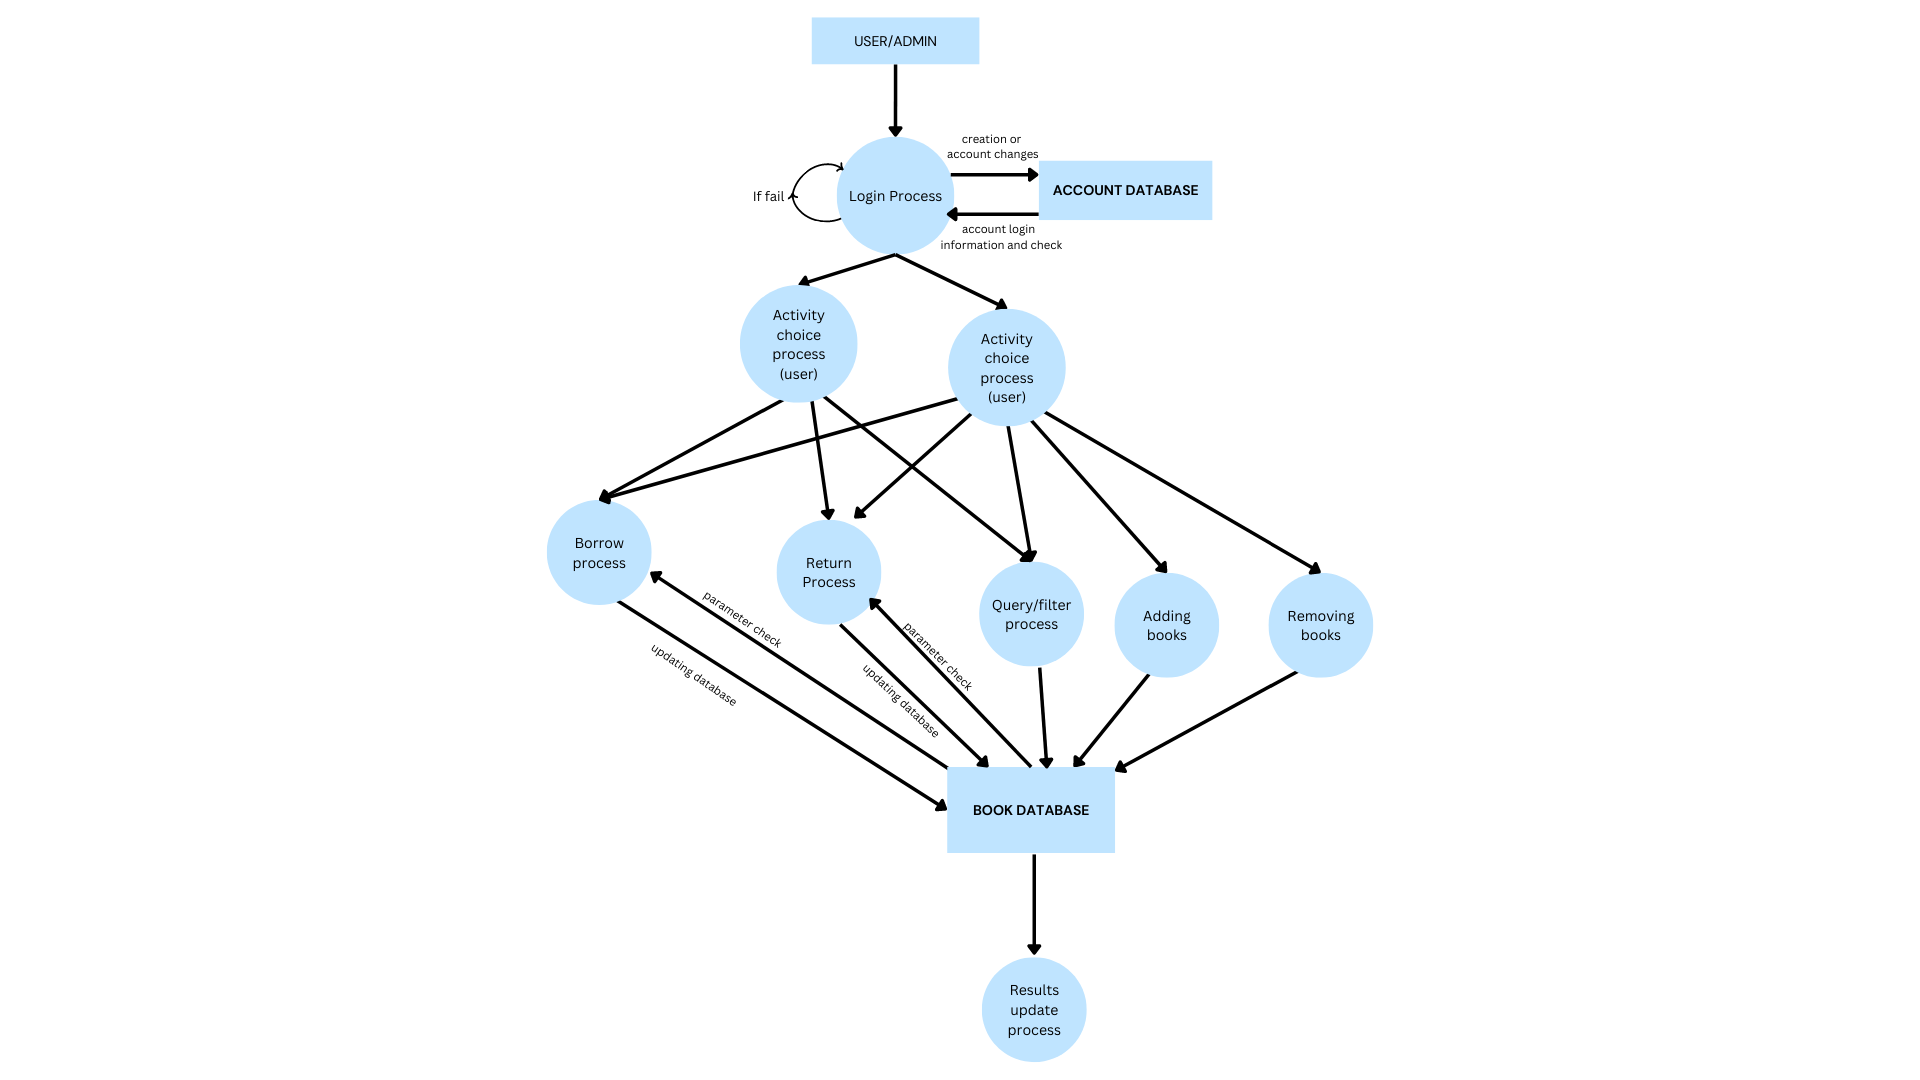 USER/ADMIN
creation or
account changes
If fail
Login Process
ACCOUNT DATABASE
account login
information and check
Activity
choice
process
(user)
Activity
choice
process
(user)
Borrow
process
Return
Process
Query/filter
process
Adding
books
Removing
books
parameter check
updating database
parameter check
updating database
BOOK DATABASE
Results
update
process